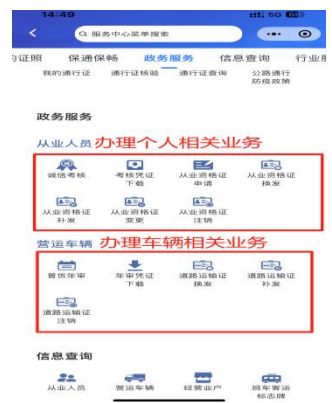 14:49
5G
服务中心菜单搜索
证照 保通保畅 政务服务 信息查询 行业
我的通行证 通行证核验 通行证查询 公路通行
防疫政策
政务服务
从业人员 办理个人相关业务
诚信考核 考核凭证 从业资格证 从业资格证
下载 申请 换发
从业资格证 从业资格证 从业资格证
补发 变更 注销
营运车辆 办理车辆相关业务
普货年审 年审凭证 道路运输证 道路运输证
下载 换发 补发
道路运输证
注销
信息查询
从业人员 营运车辆 经营业户 班车客运
标志牌